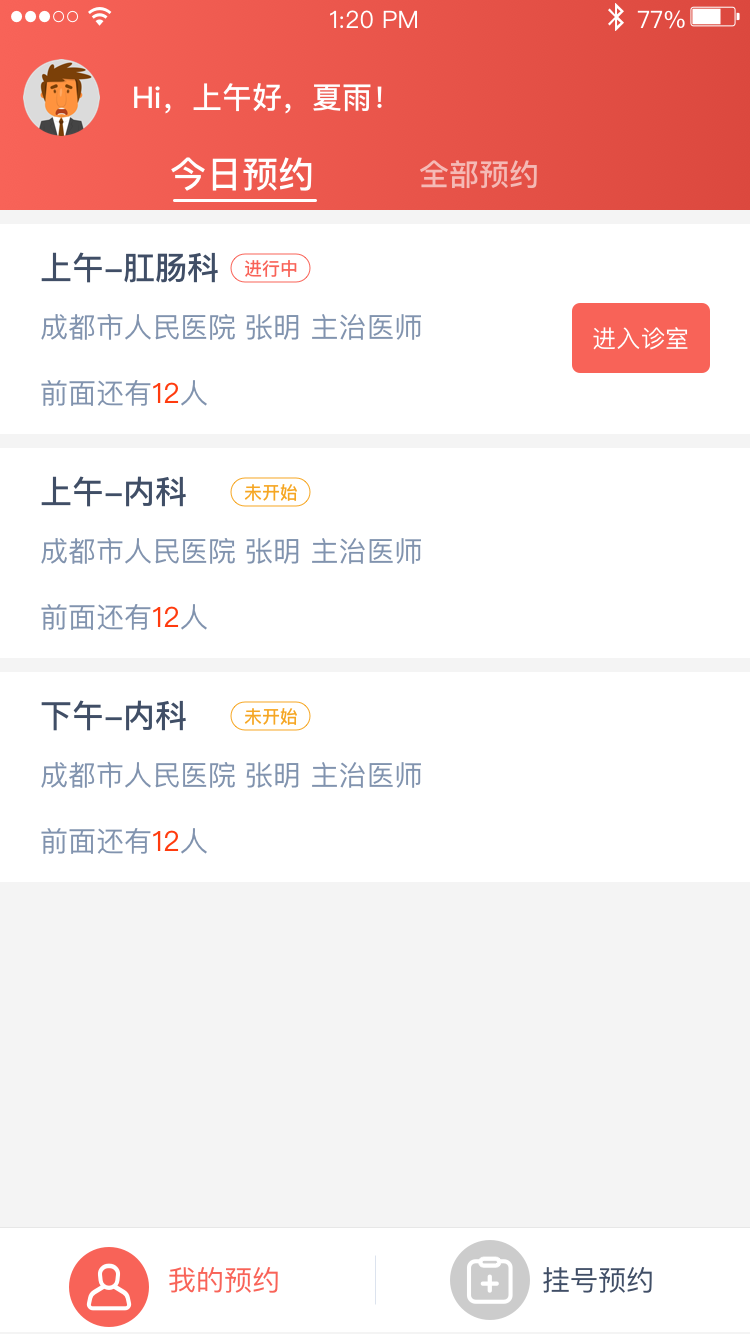 1:20 PM 77%
Hi，上午好，夏雨！
今日预约 全部预约
上午–肛肠科 进行中
成都市人民医院 张明 主治医师
进入诊室
前面还有12人
上午–内科 未开始
成都市人民医院 张明 主治医师
前面还有12人
下午–内科 未开始
成都市人民医院 张明 主治医师
前面还有12人
我的预约 挂号预约